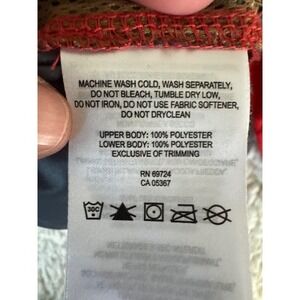 MACHINE WASH COLD, WASH SEPARATELY,
DO NOT BLEACH, TUMBLE DRY LOW,
DO NOT IRON, DO NOT USE FABRIC SOFTENER,
DO NOT DRYCLEAN
UPPER BODY: 100% POLYESTER
LOWER BODY: 100% POLYESTER
EXCLUSIVE OF TRIMMING
RN 69724
CA 05367
30C